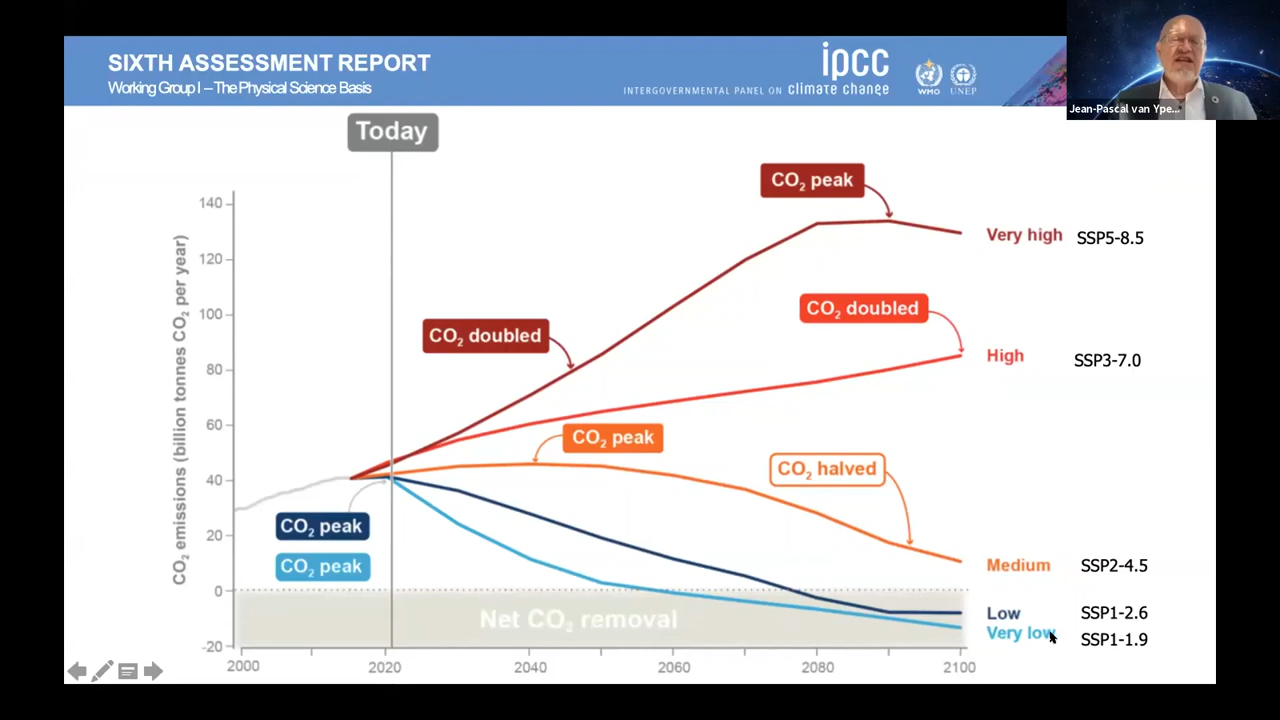 SIXTH ASSESSMENT REPORT
Working Group I – The Physical Science Basis
ipcc
INTERGOVERNMENTAL PANEL ON climate change
WMO
UNEP
Jean-Pascal van Ype...
Today
CO₂ emissions (billion tonnes CO₂ per year)
140
120
100
80
60
40
20
0
-20
2000
2020
2040
2060
2080
2100
CO₂ peak
CO₂ doubled
CO₂ doubled
CO₂ peak
CO₂ halved
CO₂ peak
CO₂ peak
Net CO₂ removal
Very high SSP5-8.5
High SSP3-7.0
Medium SSP2-4.5
Low SSP1-2.6
Very low SSP1-1.9